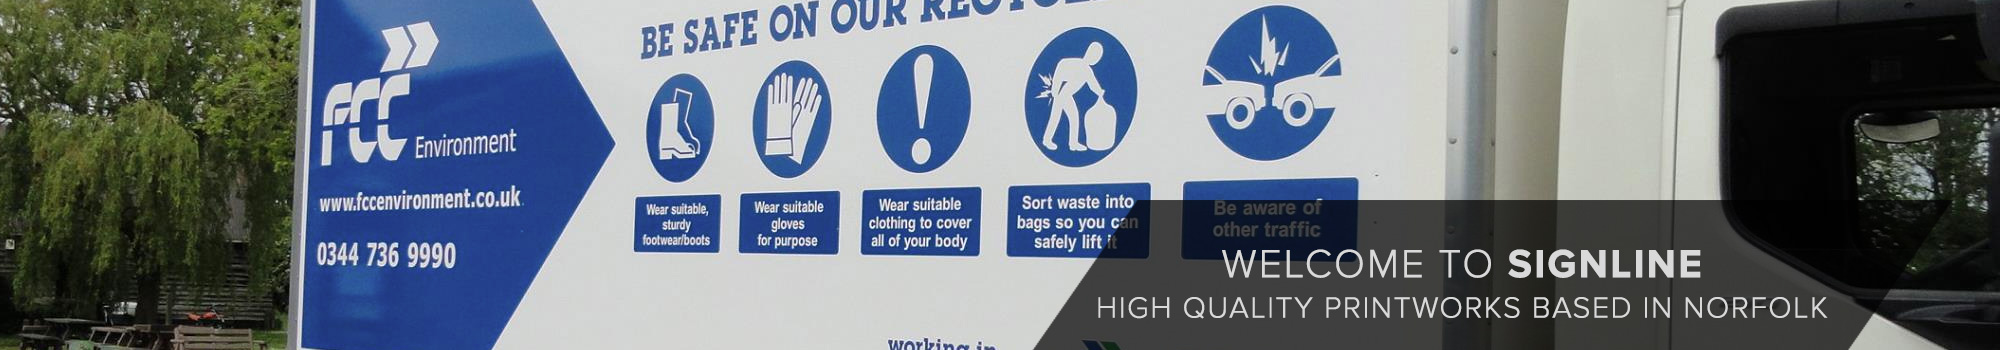 BE SAFE ON OUR
FCC
Environment
www.fccenvironment.co.uk
0344 736 9990
Wear suitable,
sturdy
footwear/boots
Wear suitable
gloves
for purpose
Wear suitable
clothing to cover
all of your body
Sort waste into
bags so you can
safely lift it
Be aware of
other traffic
working in
WELCOME TO SIGNLINE
HIGH QUALITY PRINTWORKS BASED IN NORFOLK